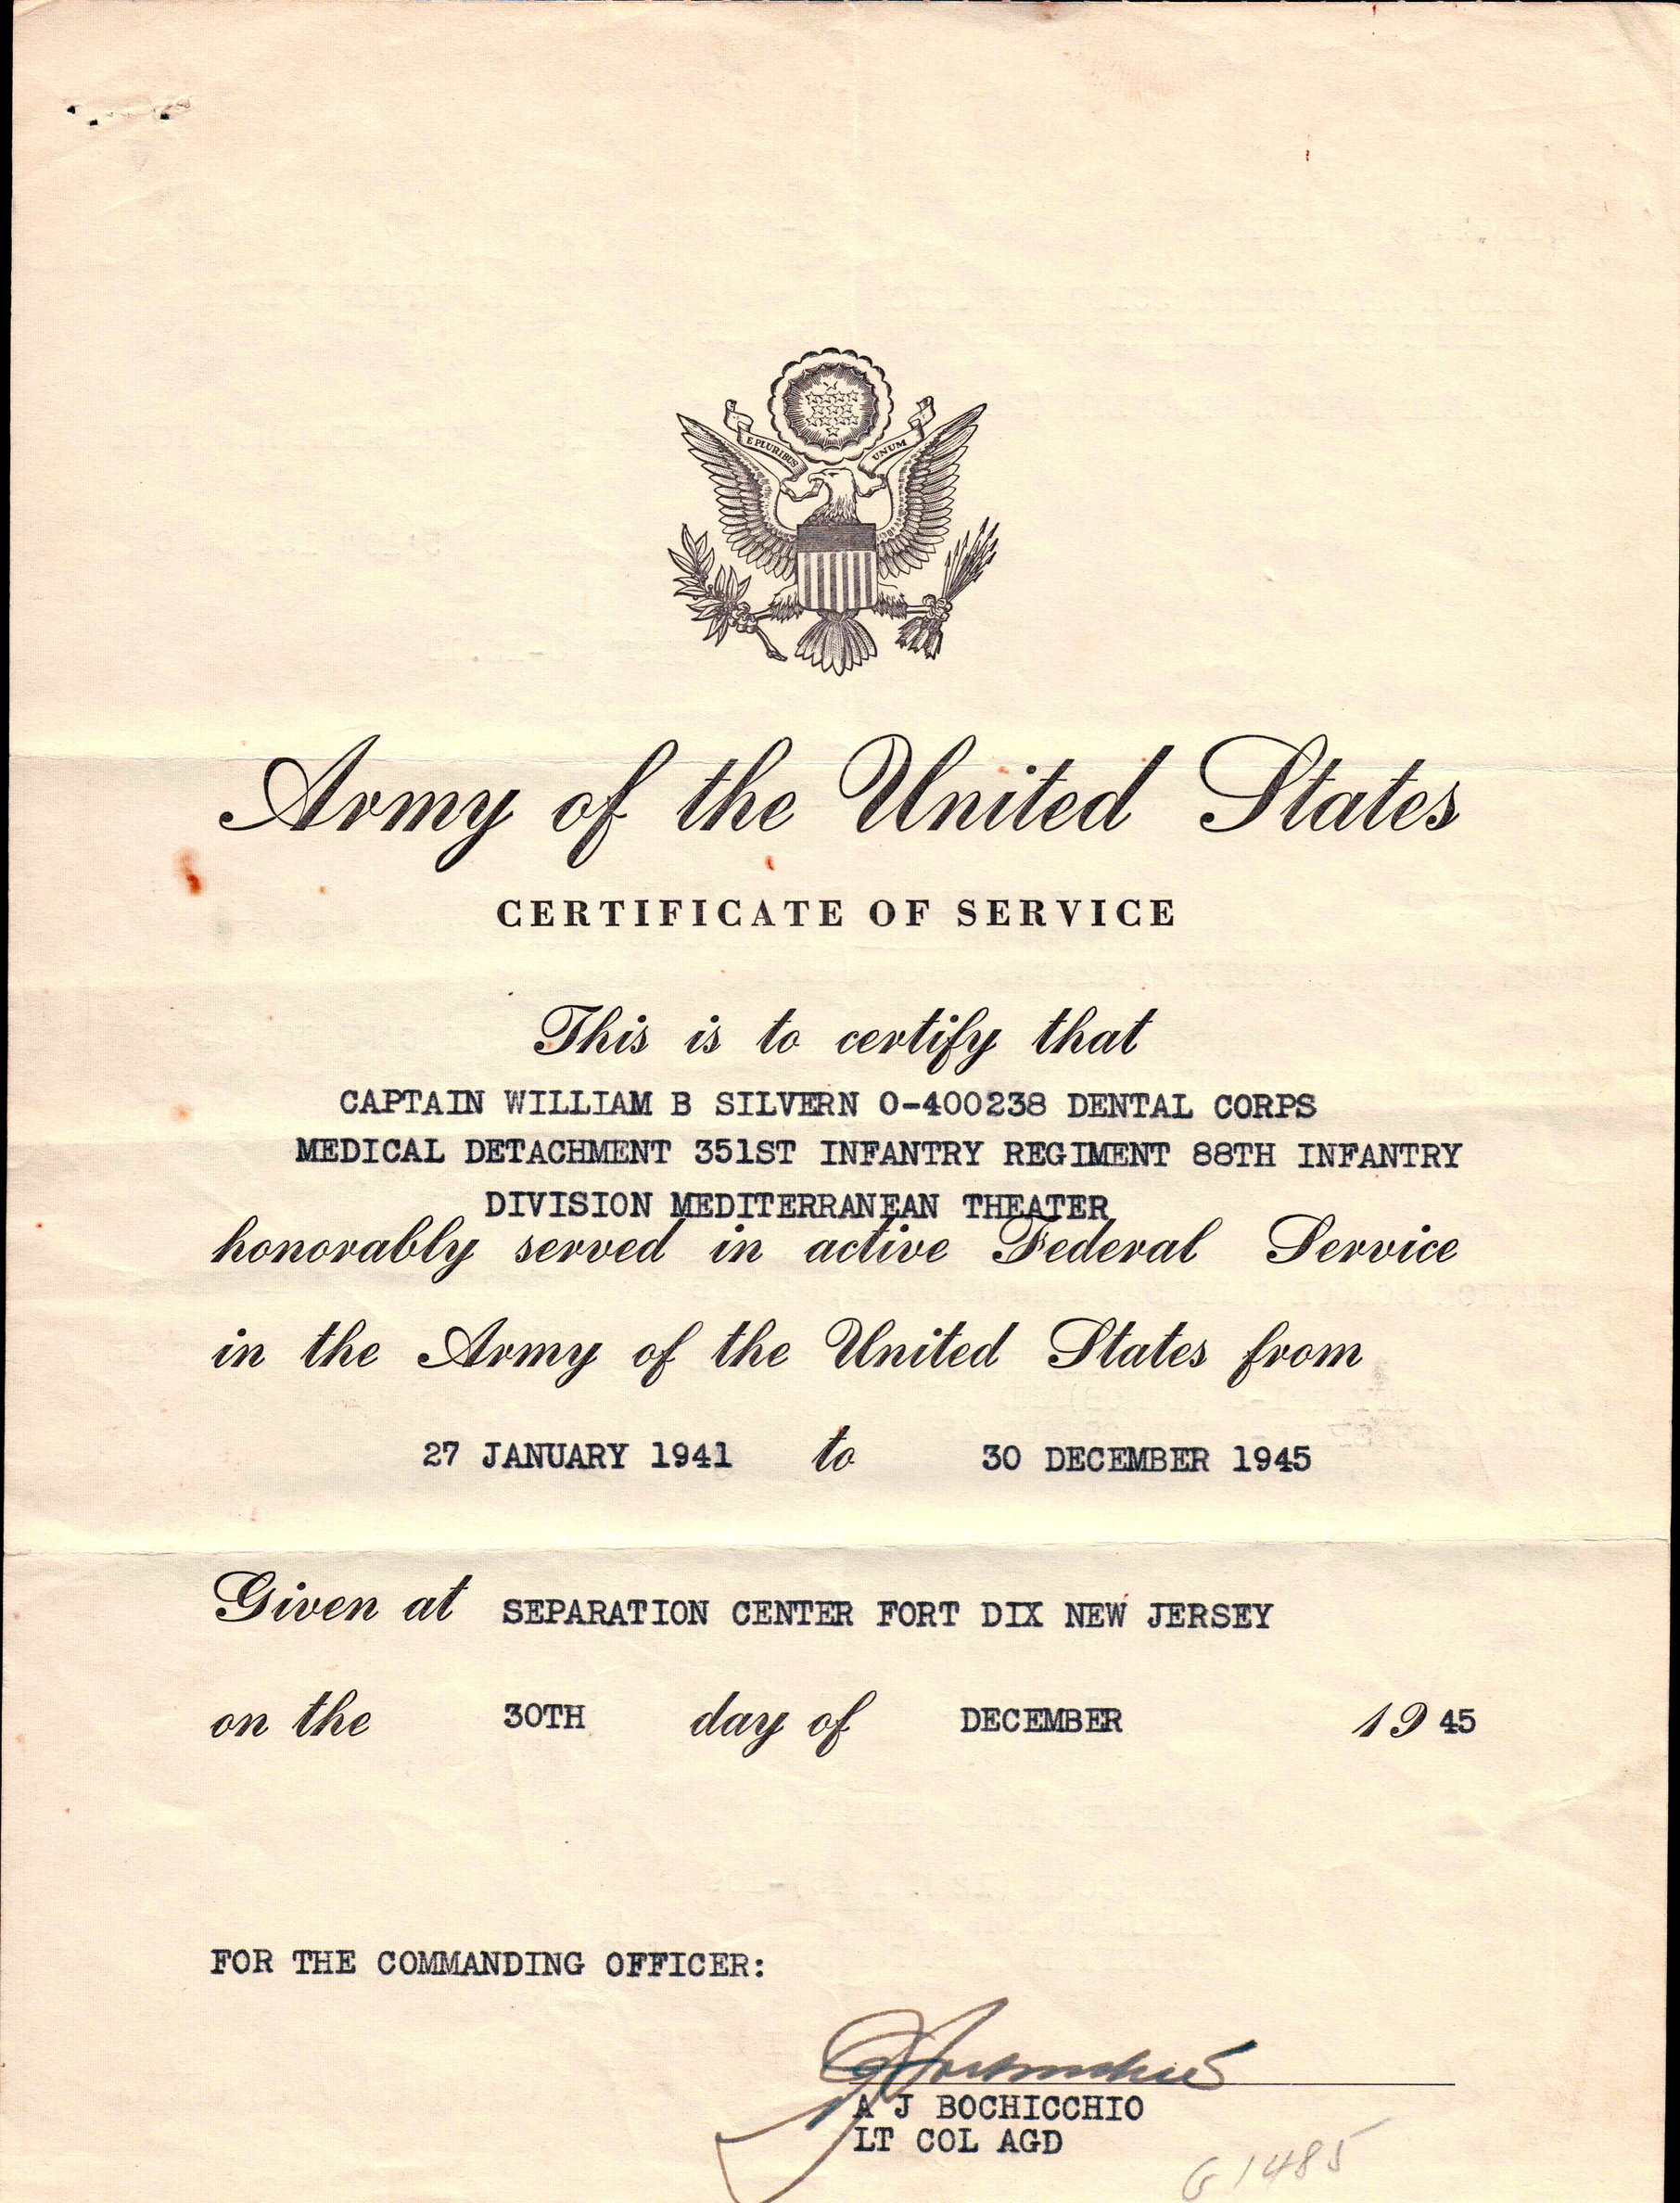 E PLURIBUS UNUM
Army of the United States
CERTIFICATE OF SERVICE
This is to certify that
CAPTAIN WILLIAM B SILVERN O-400238 DENTAL CORPS
MEDICAL DETACHMENT 351ST INFANTRY REGIMENT 88TH INFANTRY
DIVISION MEDITERRANEAN THEATER
honorably served in active Federal Service
in the Army of the United States from
27 JANUARY 1941 to 30 DECEMBER 1945
Given at SEPARATION CENTER FORT DIX NEW JERSEY
on the 30TH day of DECEMBER 19 45
FOR THE COMMANDING OFFICER:
A J BOCHICCHIO
LT COL AGD
G 1485